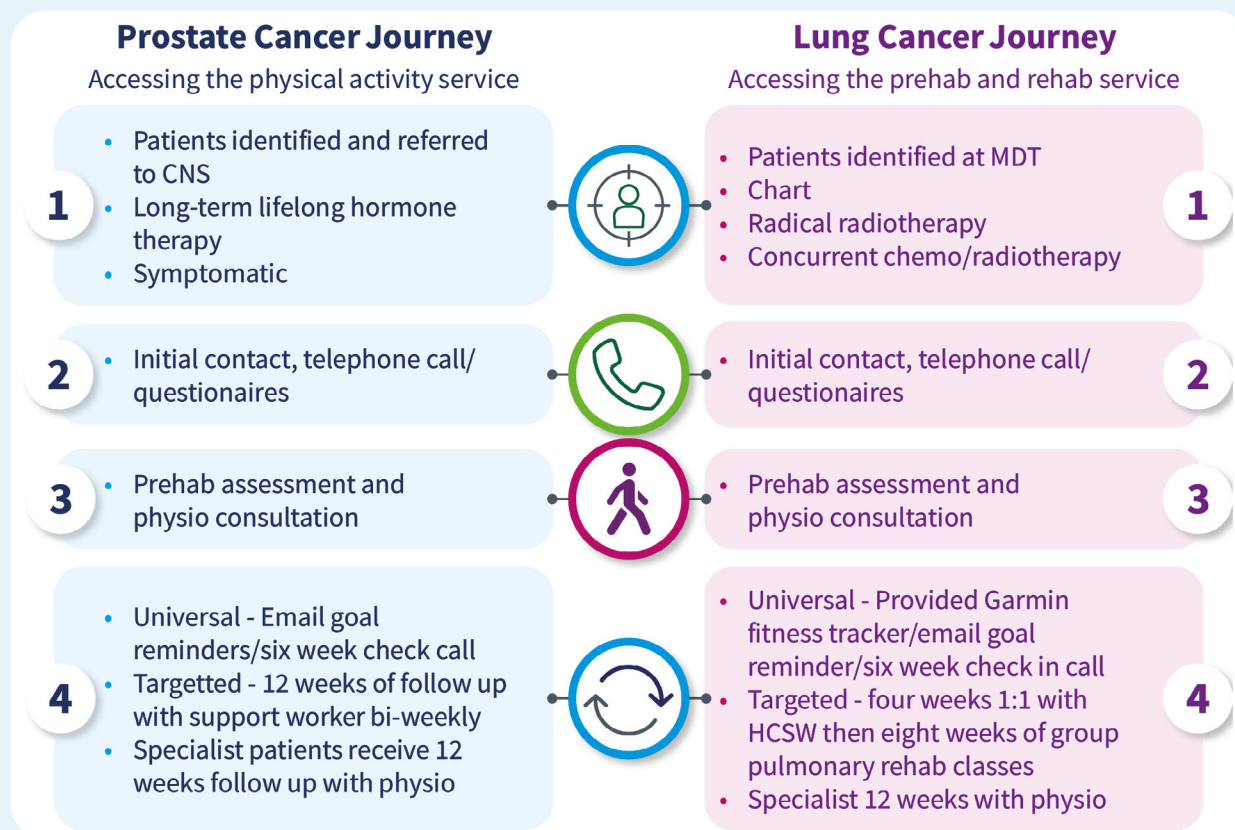 Prostate Cancer Journey
Accessing the physical activity service
1
• Patients identified and referred
to CNS
• Long-term lifelong hormone
therapy
• Symptomatic
2
• Initial contact, telephone call/
questionaires
3
• Prehab assessment and
physio consultation
4
• Universal - Email goal
reminders/six week check call
• Targetted - 12 weeks of follow up
with support worker bi-weekly
• Specialist patients receive 12
weeks follow up with physio
Lung Cancer Journey
Accessing the prehab and rehab service
• Patients identified at MDT
• Chart
• Radical radiotherapy
• Concurrent chemo/radiotherapy
1
• Initial contact, telephone call/
questionaires
2
• Prehab assessment and
physio consultation
3
• Universal - Provided Garmin
fitness tracker/email goal
reminder/six week check in call
• Targeted - four weeks 1:1 with
HCSW then eight weeks of group
pulmonary rehab classes
• Specialist 12 weeks with physio
4